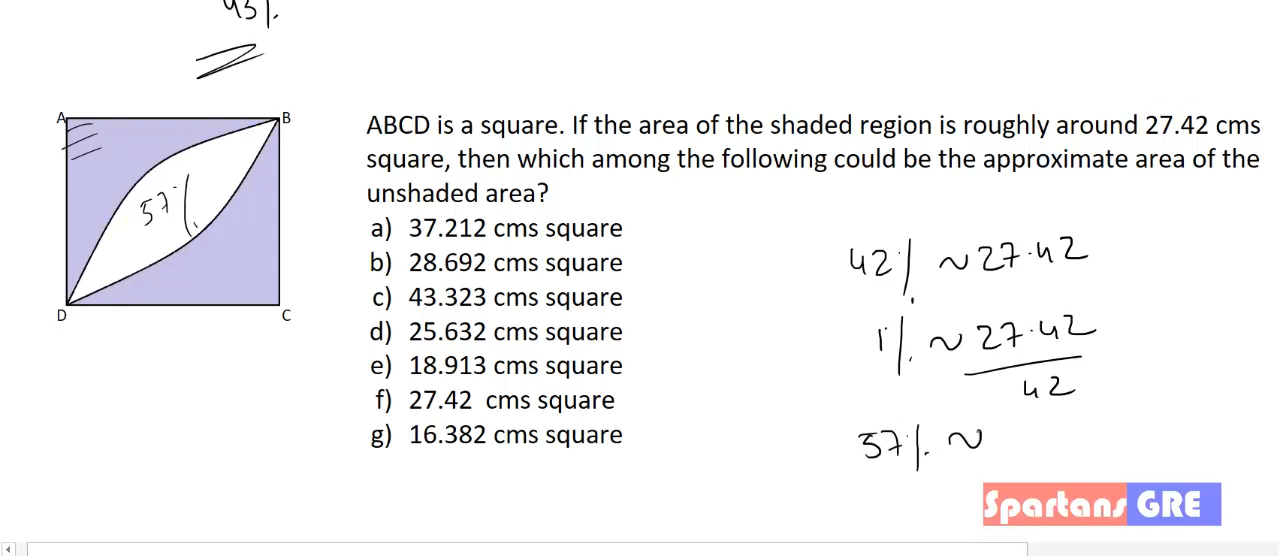 43%.
A
B
57%
D
C
ABCD is a square. If the area of the shaded region is roughly around 27.42 cms
square, then which among the following could be the approximate area of the
unshaded area?
a) 37.212 cms square
b) 28.692 cms square
c) 43.323 cms square
d) 25.632 cms square
e) 18.913 cms square
f) 27.42 cms square
g) 16.382 cms square
42% ~ 27.42
1% ~ 27.42
42
57% ~
Spartans GRE